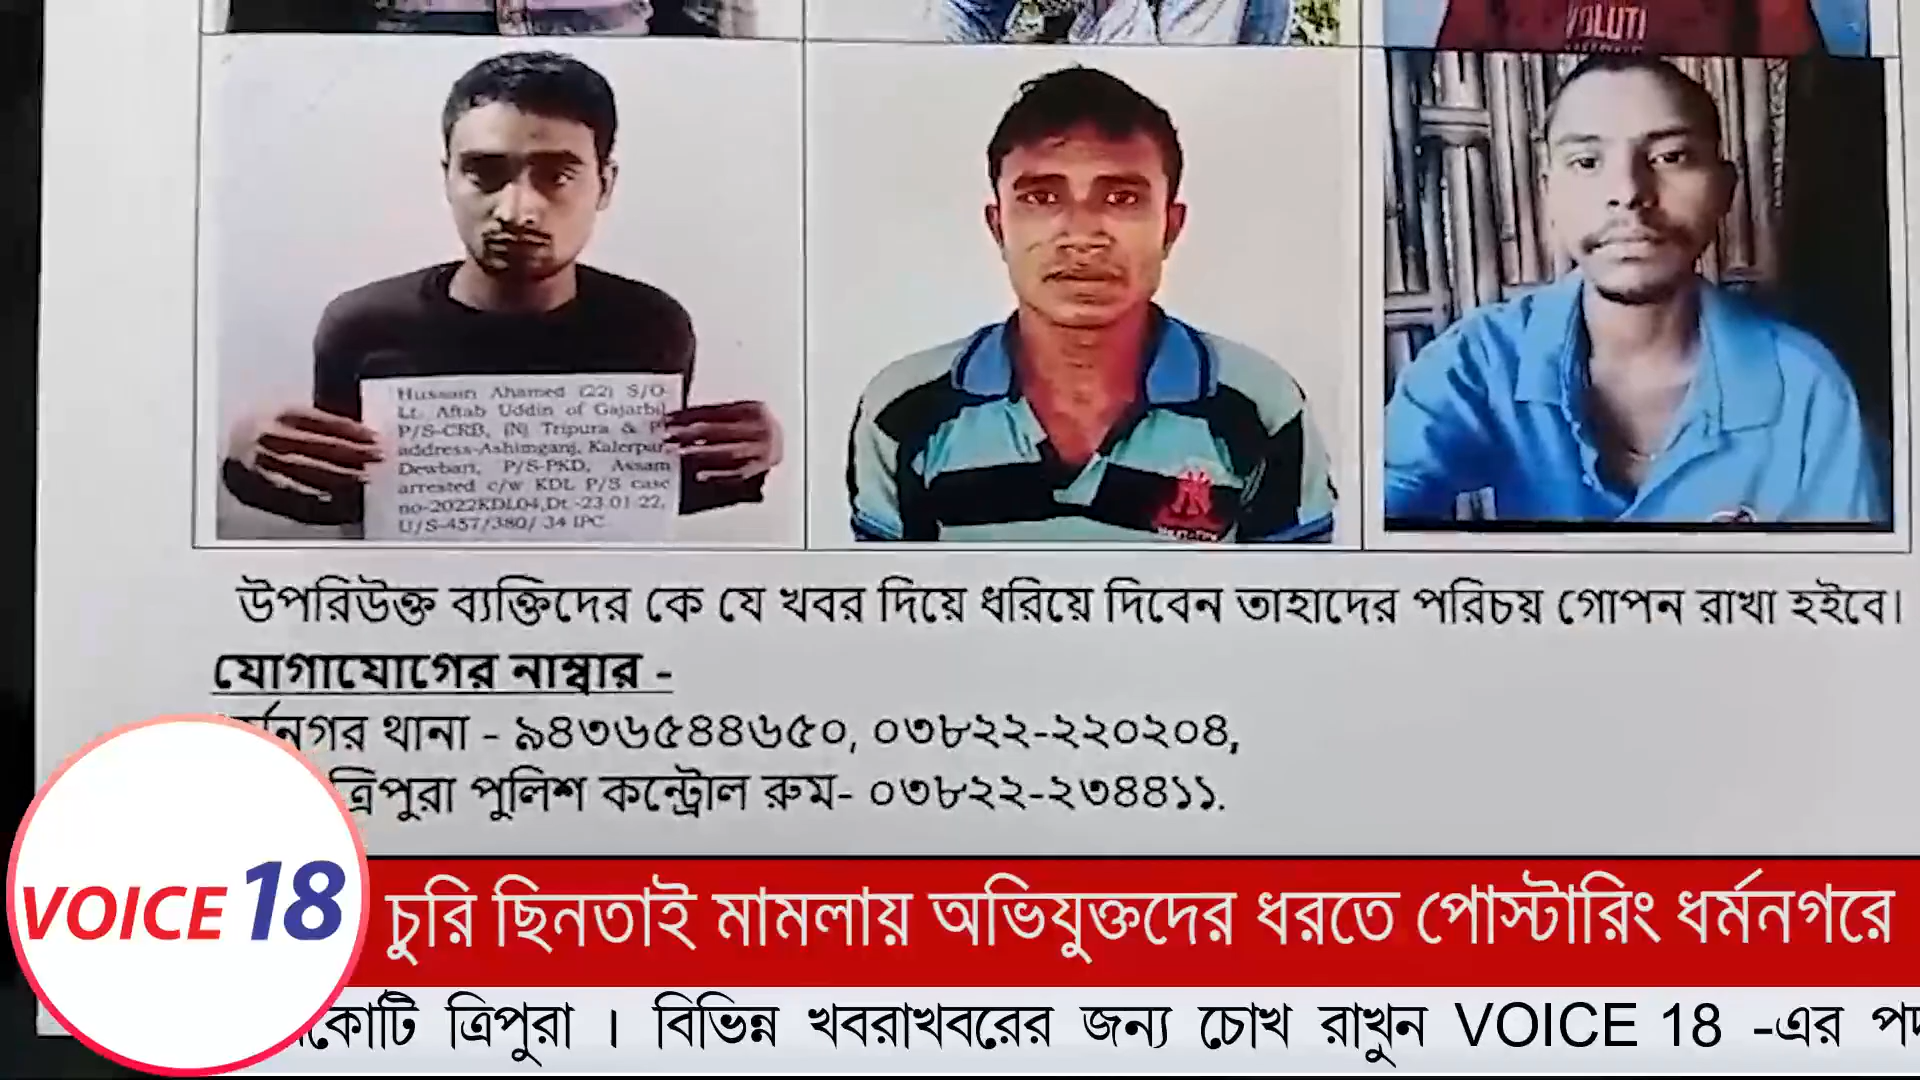 VOLUTI
Hussain Ahamed (22) S/O-
Lt. Aftab Uddin of Gajarbil
P/S-CRB, (N) Tripura & P
address-Ashimganj, Kalerpar,
Dewbari, P/S-PKD, Assam
arrested c/w KDL P/S case
no-2022KDL04,Dt.-23.01.22,
U/S-457/380/ 34 IPC.
উপরিউক্ত ব্যক্তিদের কে যে খবর দিয়ে ধরিয়ে দিবেন তাহাদের পরিচয় গোপন রাখা হইবে।
যোগাযোগের নাম্বার -
র্মনগর থানা - ৯৪৩৬৫৪৪৬৫০, ০৩৮২২-২২০২০৪,
ত্রিপুরা পুলিশ কন্ট্রোল রুম- ০৩৮২২-২৩৪৪১১.
VOICE 18
চুরি ছিনতাই মামলায় অভিযুক্তদের ধরতে পোস্টারিং ধর্মনগরে
কোটি ত্রিপুরা । বিভিন্ন খবরাখবরের জন্য চোখ রাখুন VOICE 18 -এর পদ